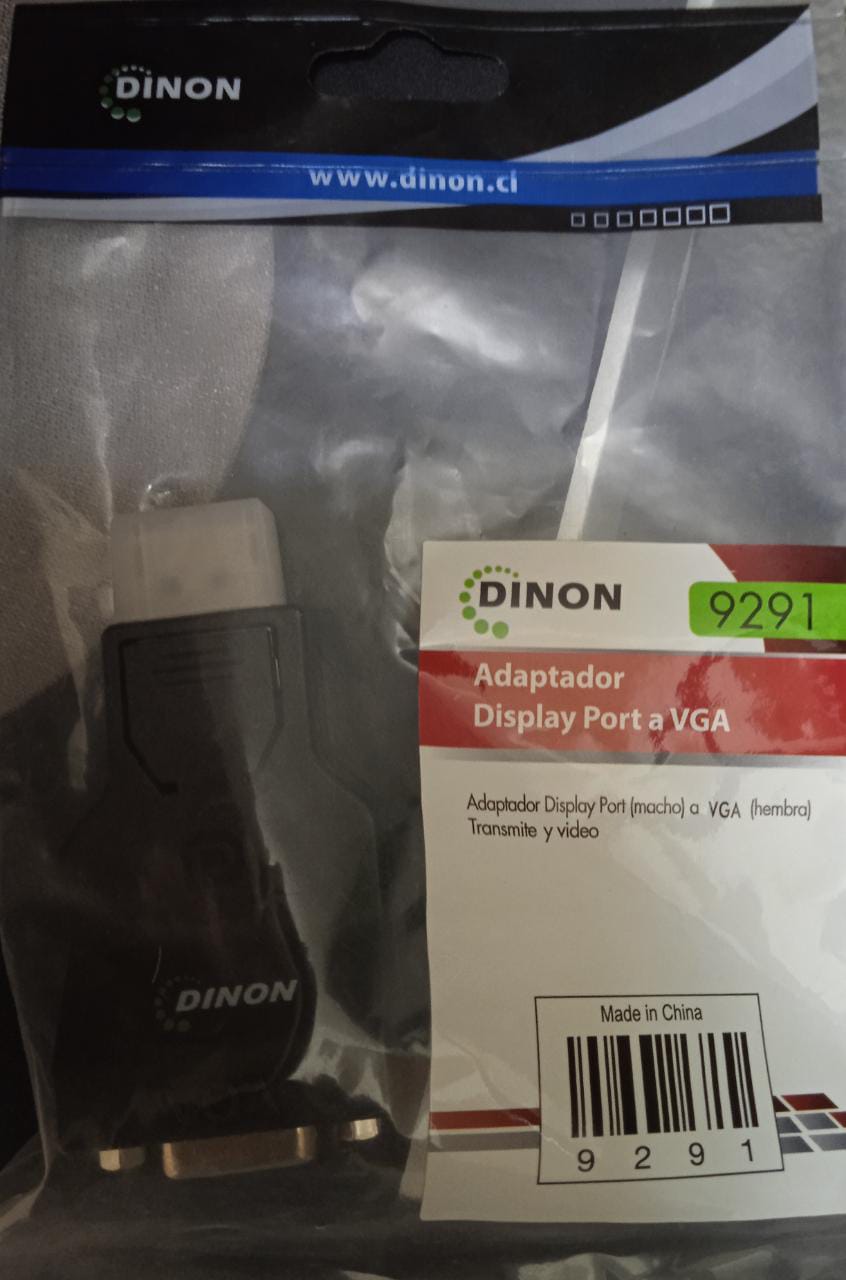 DINON
www.dinon.cl
DINON
9291
Adaptador
Display Port a VGA
Adaptador Display Port (macho) a VGA (hembra)
Transmite y video
DINON
Made in China
9 2 9 1